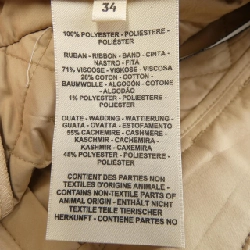 34
100% POLYESTER - POLIESTERE -
POLIÉSTER
RUBAN - RIBBON - BAND - CINTA -
NASTRO - FITA
71% VISCOSE - VISKOSE - VISCOSA
28% COTON - COTTON -
BAUMWOLLE - ALGODON - COTONE
- ALGODÃO
1% POLYESTER - POLIESTERE -
POLIÉSTER
OUATE - WADDING - WATTIERUNG -
GUATA - OVATTA - ESTOFAMENTO
55% CACHEMIRE - CASHMERE -
KASCHMIR - CACHEMIRA -
KASHMIR - CAXEMIRA
POLYESTER - POLIESTERE -
POLIÉSTER
CONTIENT DES PARTIES NON
TEXTILES D'ORIGINE ANIMALE -
CONTAINS NON-TEXTILE PARTS OF
ANIMAL ORIGIN - ENTHÄLT NICHT
TEXTILE TEILE TIERISCHER
HERKUNFT - CONTIENE PARTES NO